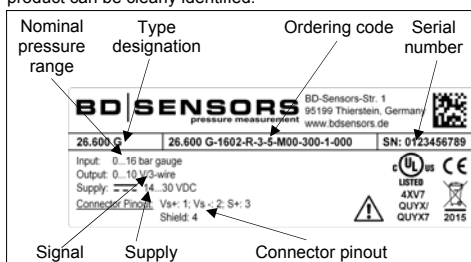 product can be clearly identified.
Nominal pressure range
Type designation
Ordering code
Serial number
BD|SENSORS
pressure measurement
BD-Sensors-Str. 1
95199 Thierstein, Germany
www.bdsensors.de
26.600 G
26.600 G-1602-R-3-5-M00-300-1-000
SN: 0123456789
Input: 0...16 bar gauge
Output: 0...10 V/3-wire
Supply: 14...30 VDC
Connector Pinout: Vs+: 1; Vs -: 2; S+: 3
Shield: 4
c UL us
LISTED
4XV7
QUYX/
QUYX7
CE
2015
Signal
Supply
Connector pinout